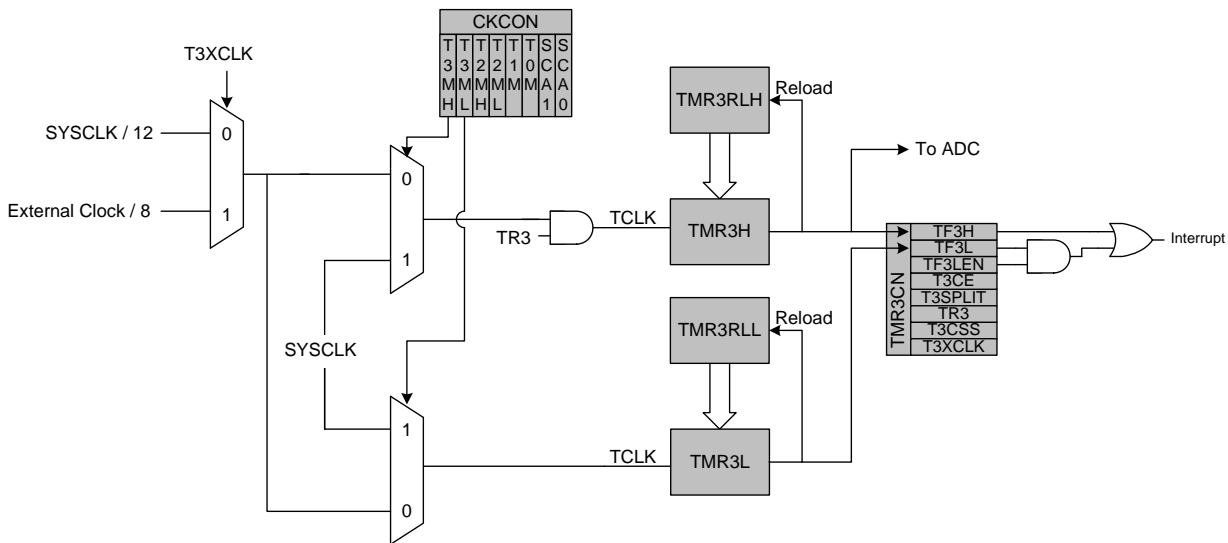 CKCON
T3MH
T3ML
T2MH
T2ML
T1M
T0M
SCA1
SCA0
T3XCLK
0
1
SYSCLK / 12
External Clock / 8
0
1
TR3
TCLK
TMR3RLH
Reload
TMR3H
To ADC
TMR3CN
TF3H
TF3L
TF3LEN
T3CE
T3SPLIT
TR3
T3CSS
T3XCLK
Interrupt
SYSCLK
1
0
TCLK
TMR3RLL
Reload
TMR3L